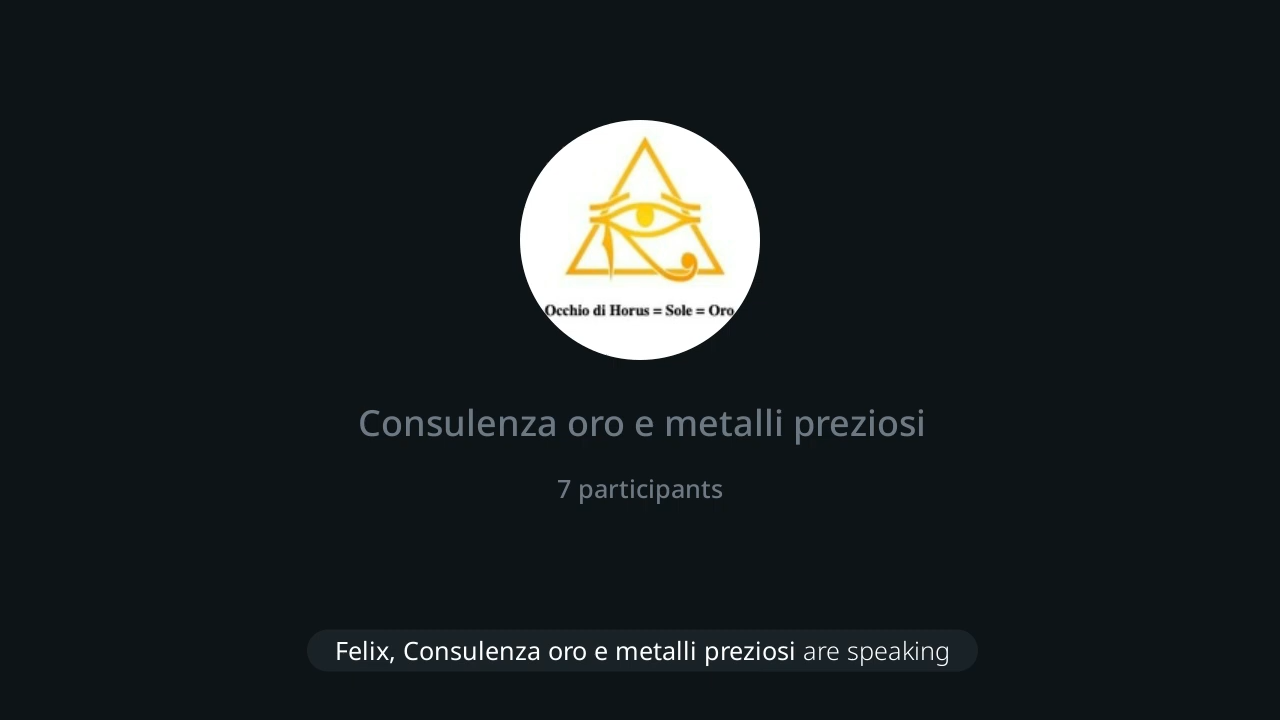 Occhio di Horus = Sole = Oro
Consulenza oro e metalli preziosi
7 participants
Felix, Consulenza oro e metalli preziosi are speaking